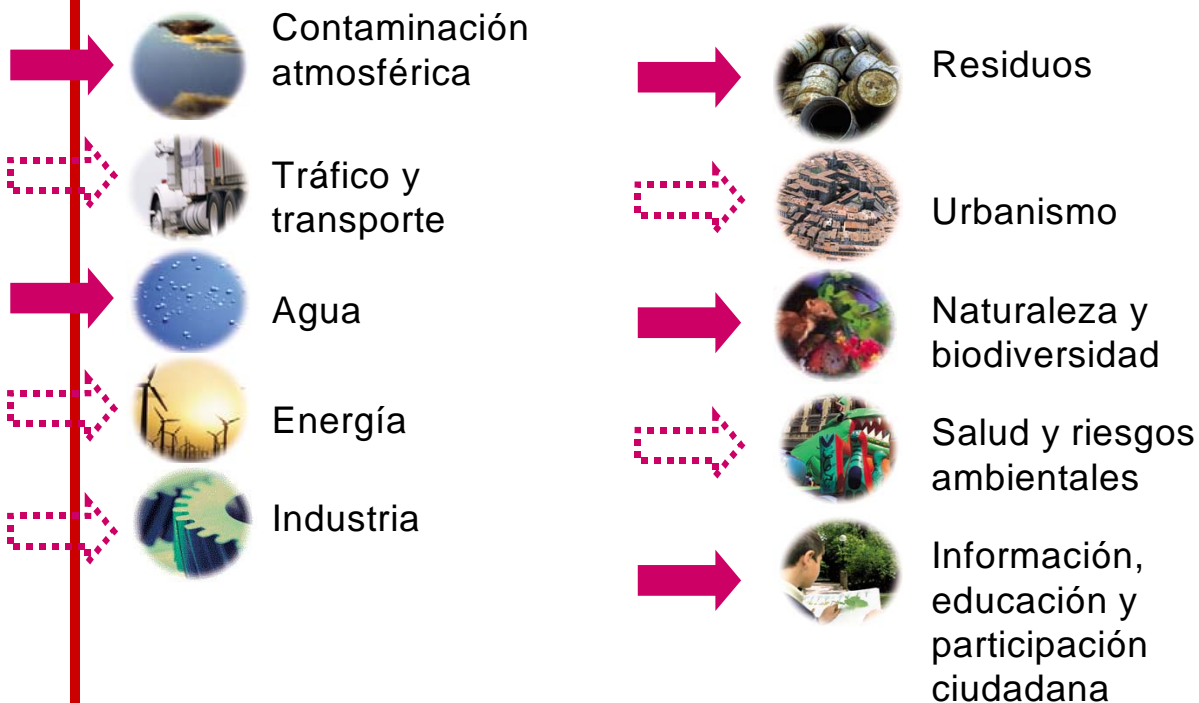 Contaminación
atmosférica
Tráfico y
transporte
Agua
Energía
Industria
Residuos
Urbanismo
Naturaleza y
biodiversidad
Salud y riesgos
ambientales
Información,
educación y
participación
ciudadana